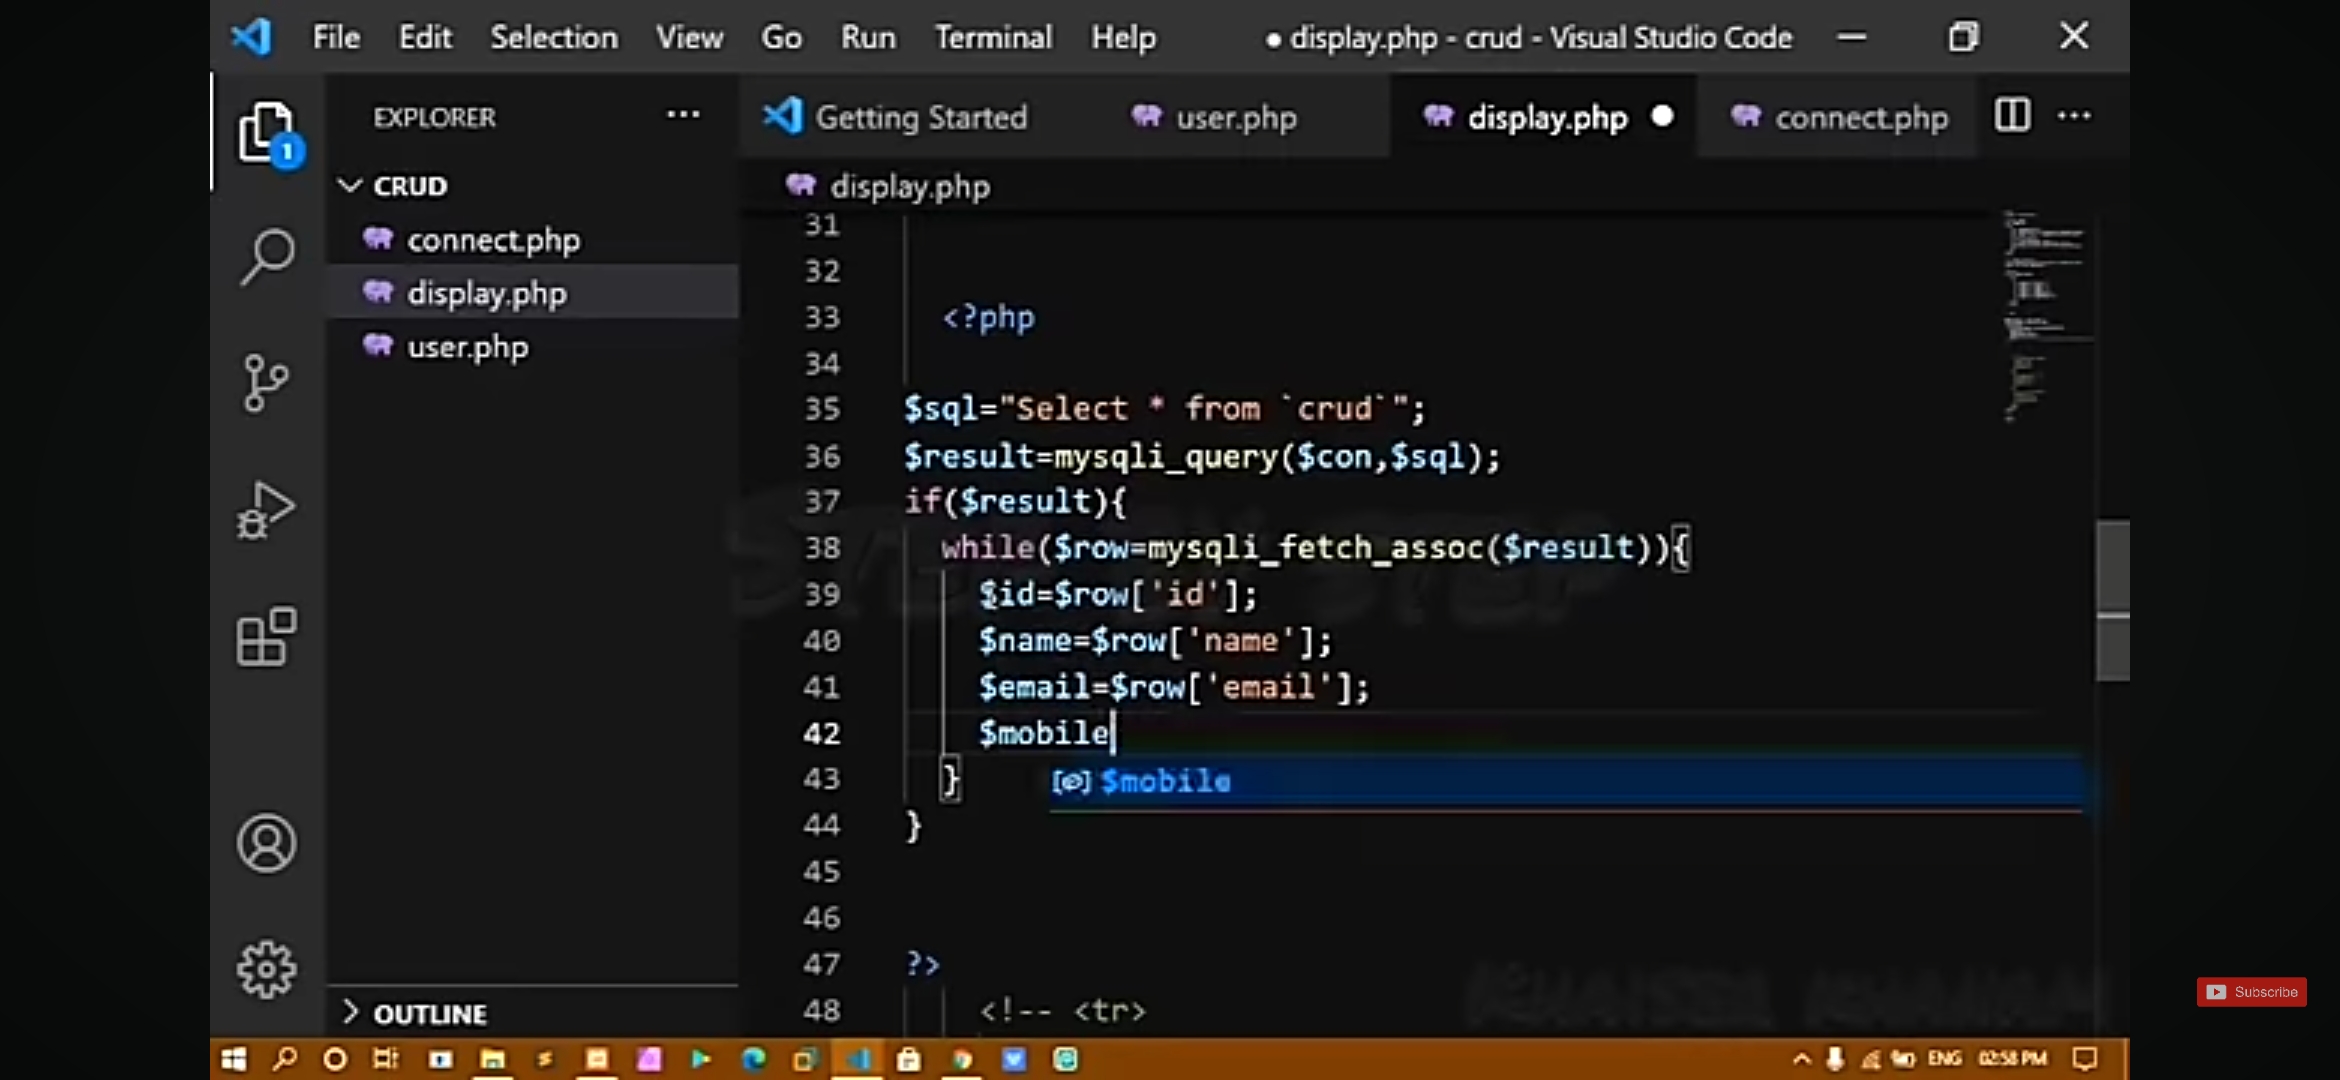 File Edit Selection View Go Run Terminal Help ● display.php - crud - Visual Studio Code
EXPLORER ··· Getting Started user.php display.php ● connect.php ···
1
CRUD
display.php
connect.php
display.php
user.php
31
32
33 <?php
34
35 $sql="Select * from `crud`";
36 $result=mysqli_query($con,$sql);
37 if($result){
38 while($row=mysqli_fetch_assoc($result)){
39 $id=$row['id'];
40 $name=$row['name'];
41 $email=$row['email'];
42 $mobile
43 } $mobile
44 }
45
46
47 ?>
48 <!-- <tr>
OUTLINE
Subscribe
ENG 02:58 PM